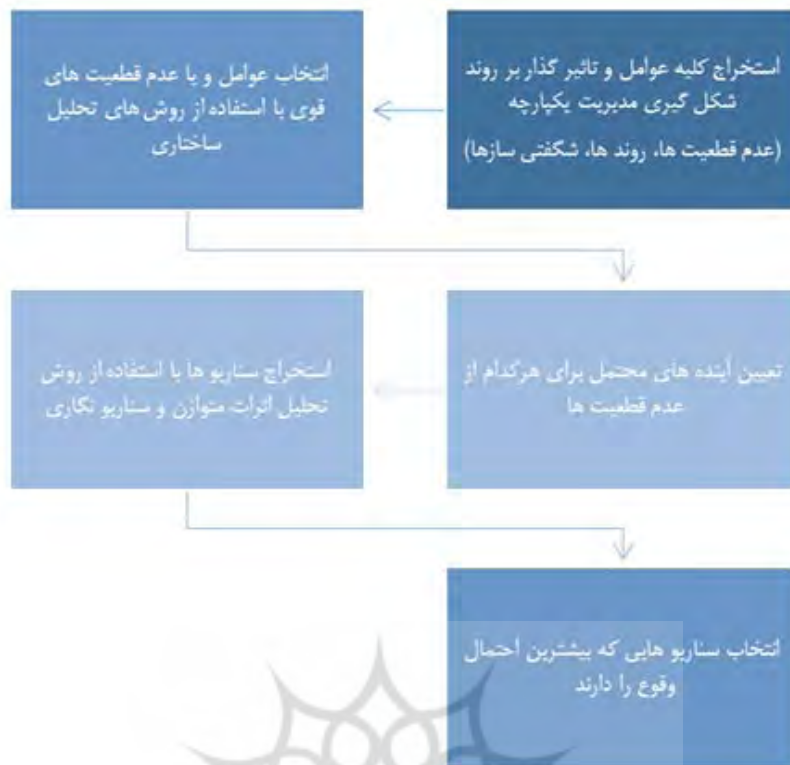 استخراج کلیه عوامل و تاثیر گذار بر روند
شکل گیری مدیریت یکپارچه
(عدم قطعیت ها، روند ها، شگفتی سازها)
انتخاب عوامل و یا عدم قطعیت های
قوی با استفاده از روش های تحلیل
ساختاری
تعیین آینده های محتمل برای هرکدام از
عدم قطعیت ها
استخراج سناریو ها با استفاده از روش
تحلیل اثرات متوازن و سناریو نگاری
انتخاب سناریو هایی که بیشترین احتمال
وقوع را دارند